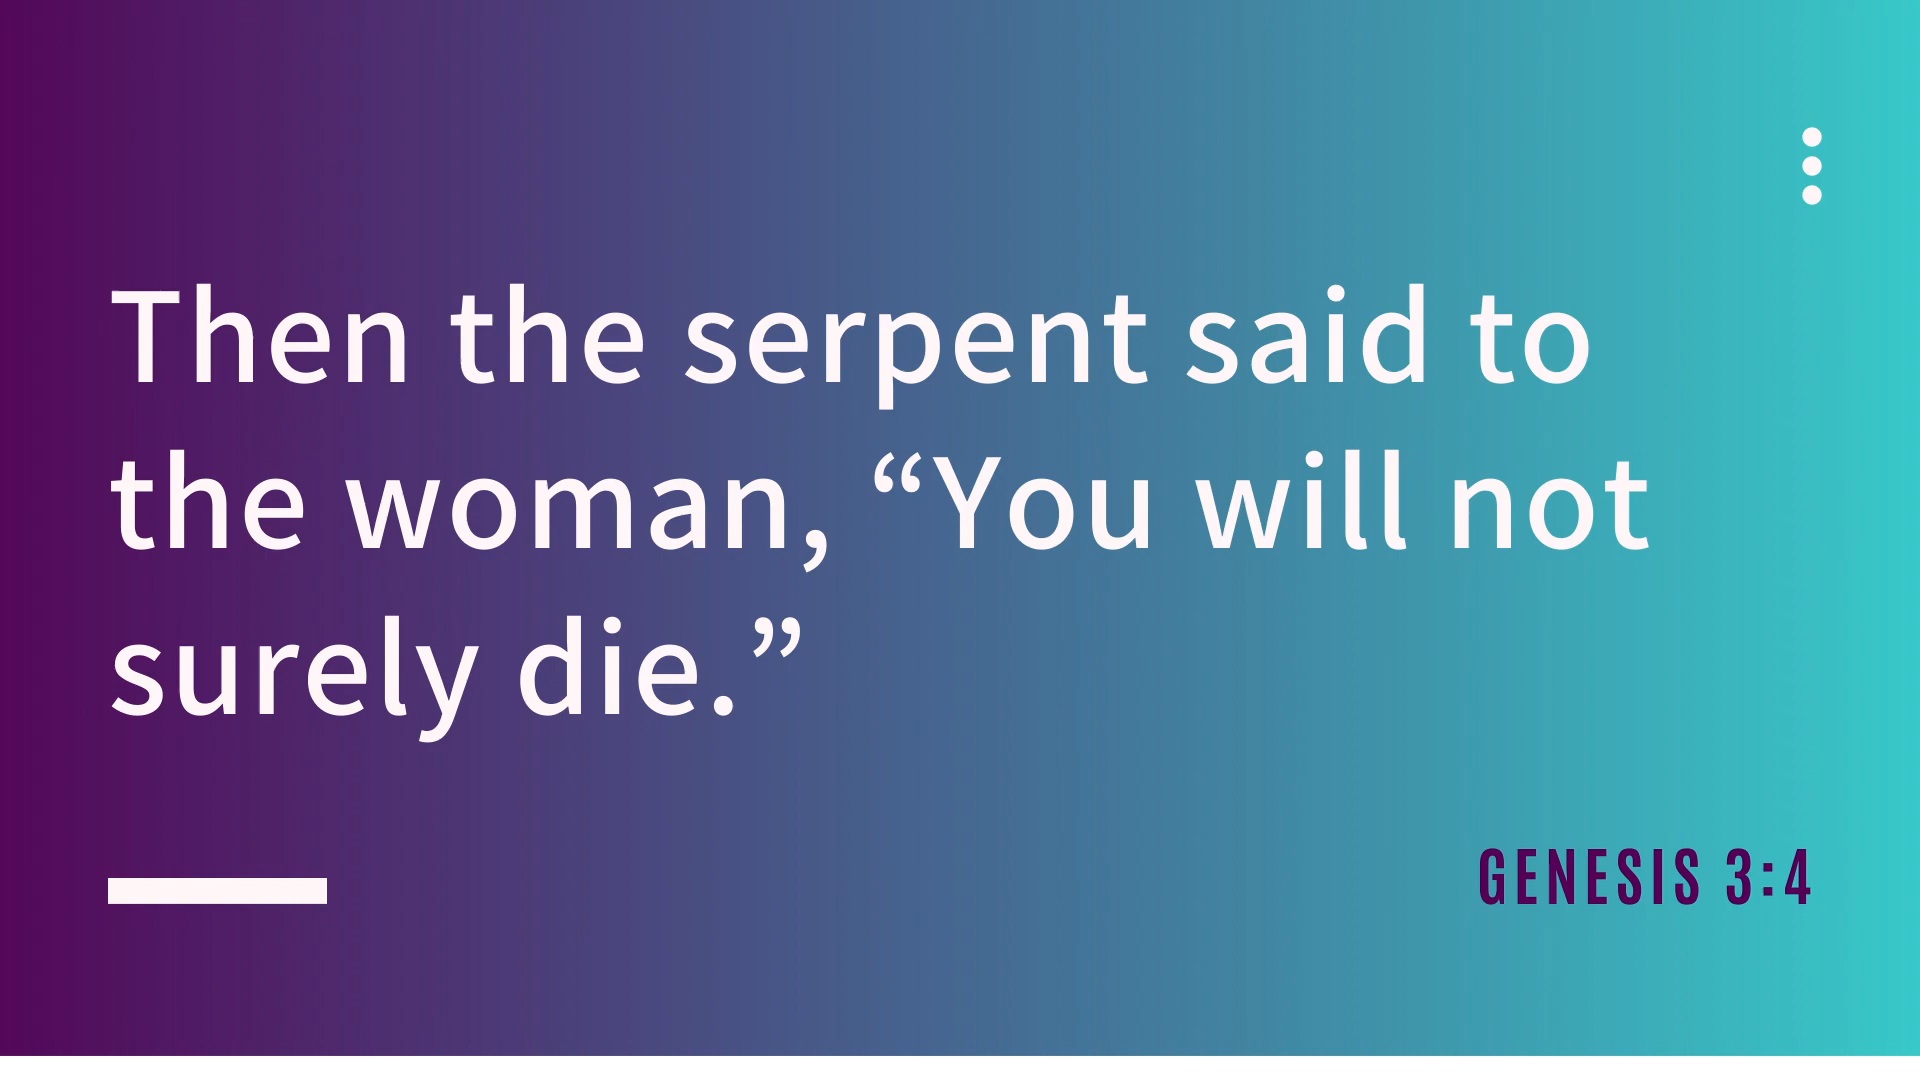 Then the serpent said to
the woman, “You will not
surely die.”
GENESIS 3:4